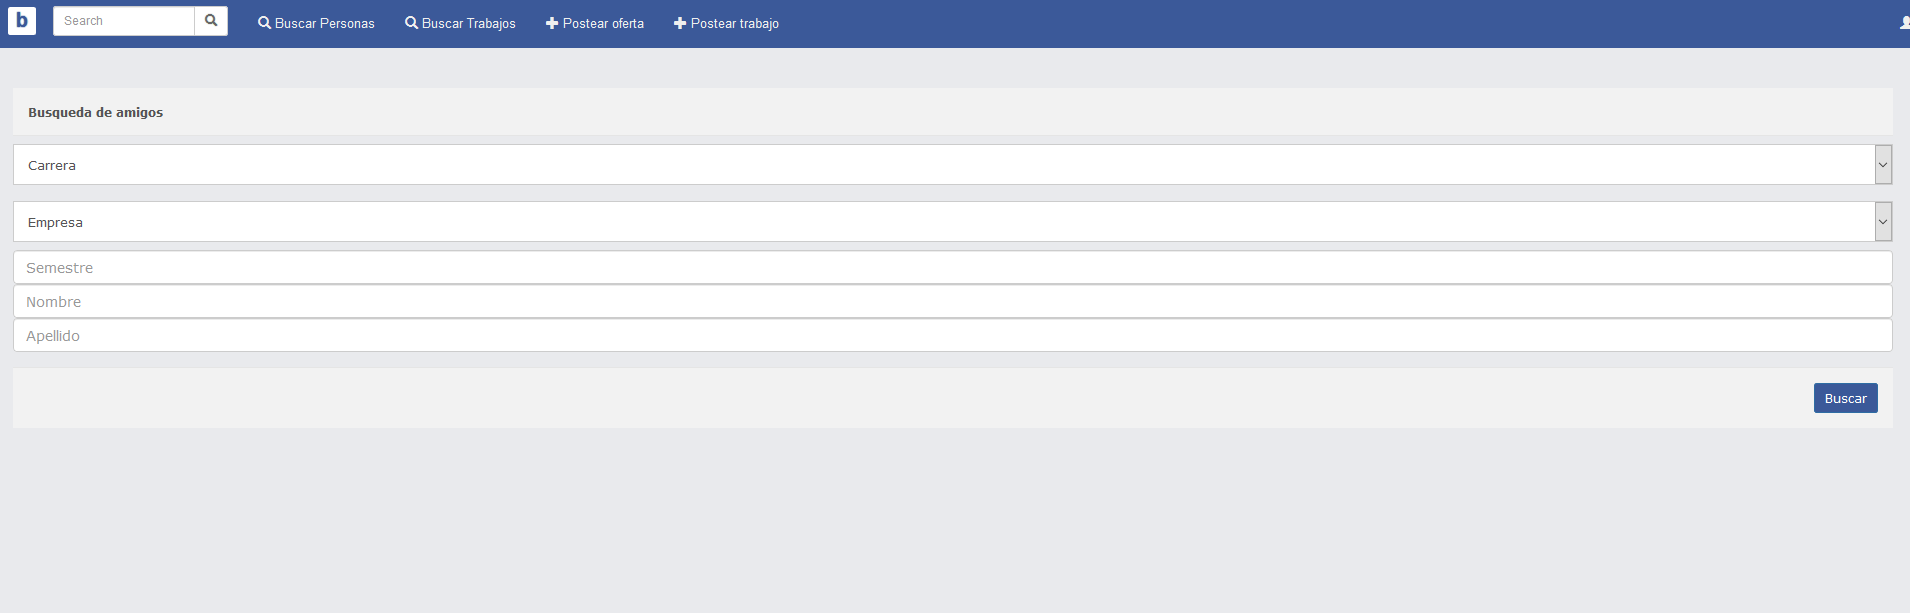 b Search Buscar Personas Buscar Trabajos Postear oferta Postear trabajo
Busqueda de amigos
Carrera
Empresa
Semestre
Nombre
Apellido
Buscar